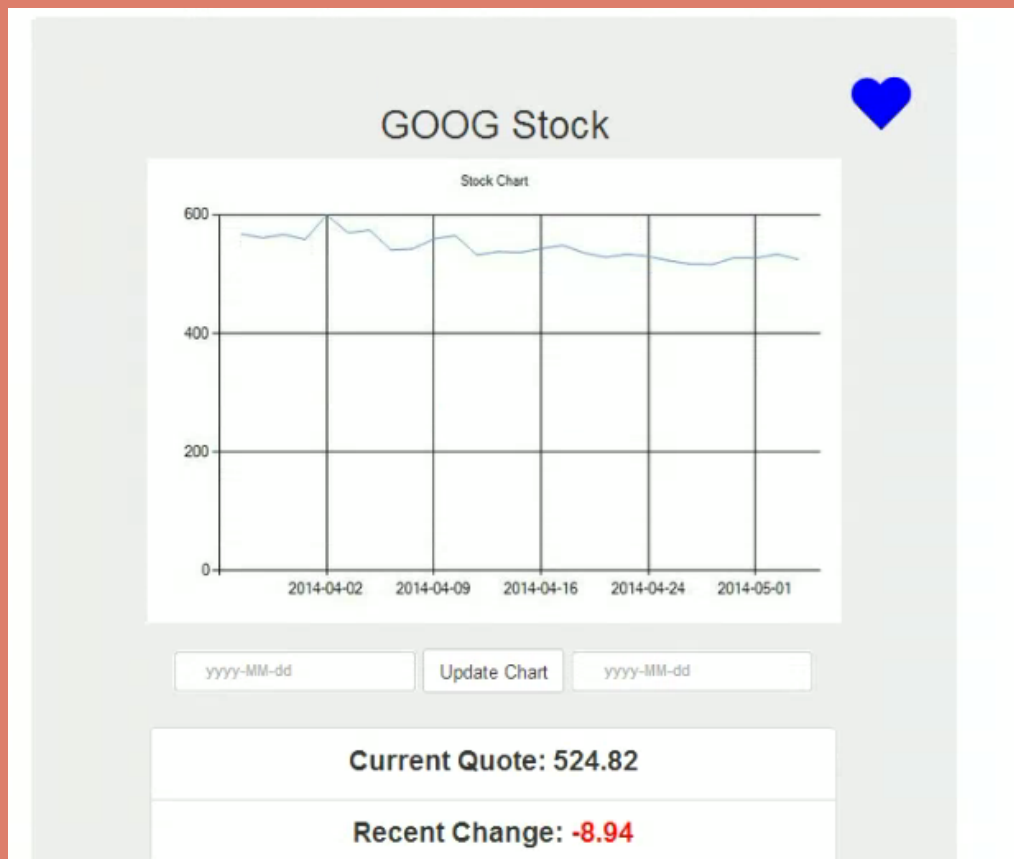 GOOG Stock
Stock Chart
600
400
200
0
2014-04-02 2014-04-09 2014-04-16 2014-04-24 2014-05-01
yyyy-MM-dd Update Chart yyyy-MM-dd
Current Quote: 524.82
Recent Change: -8.94